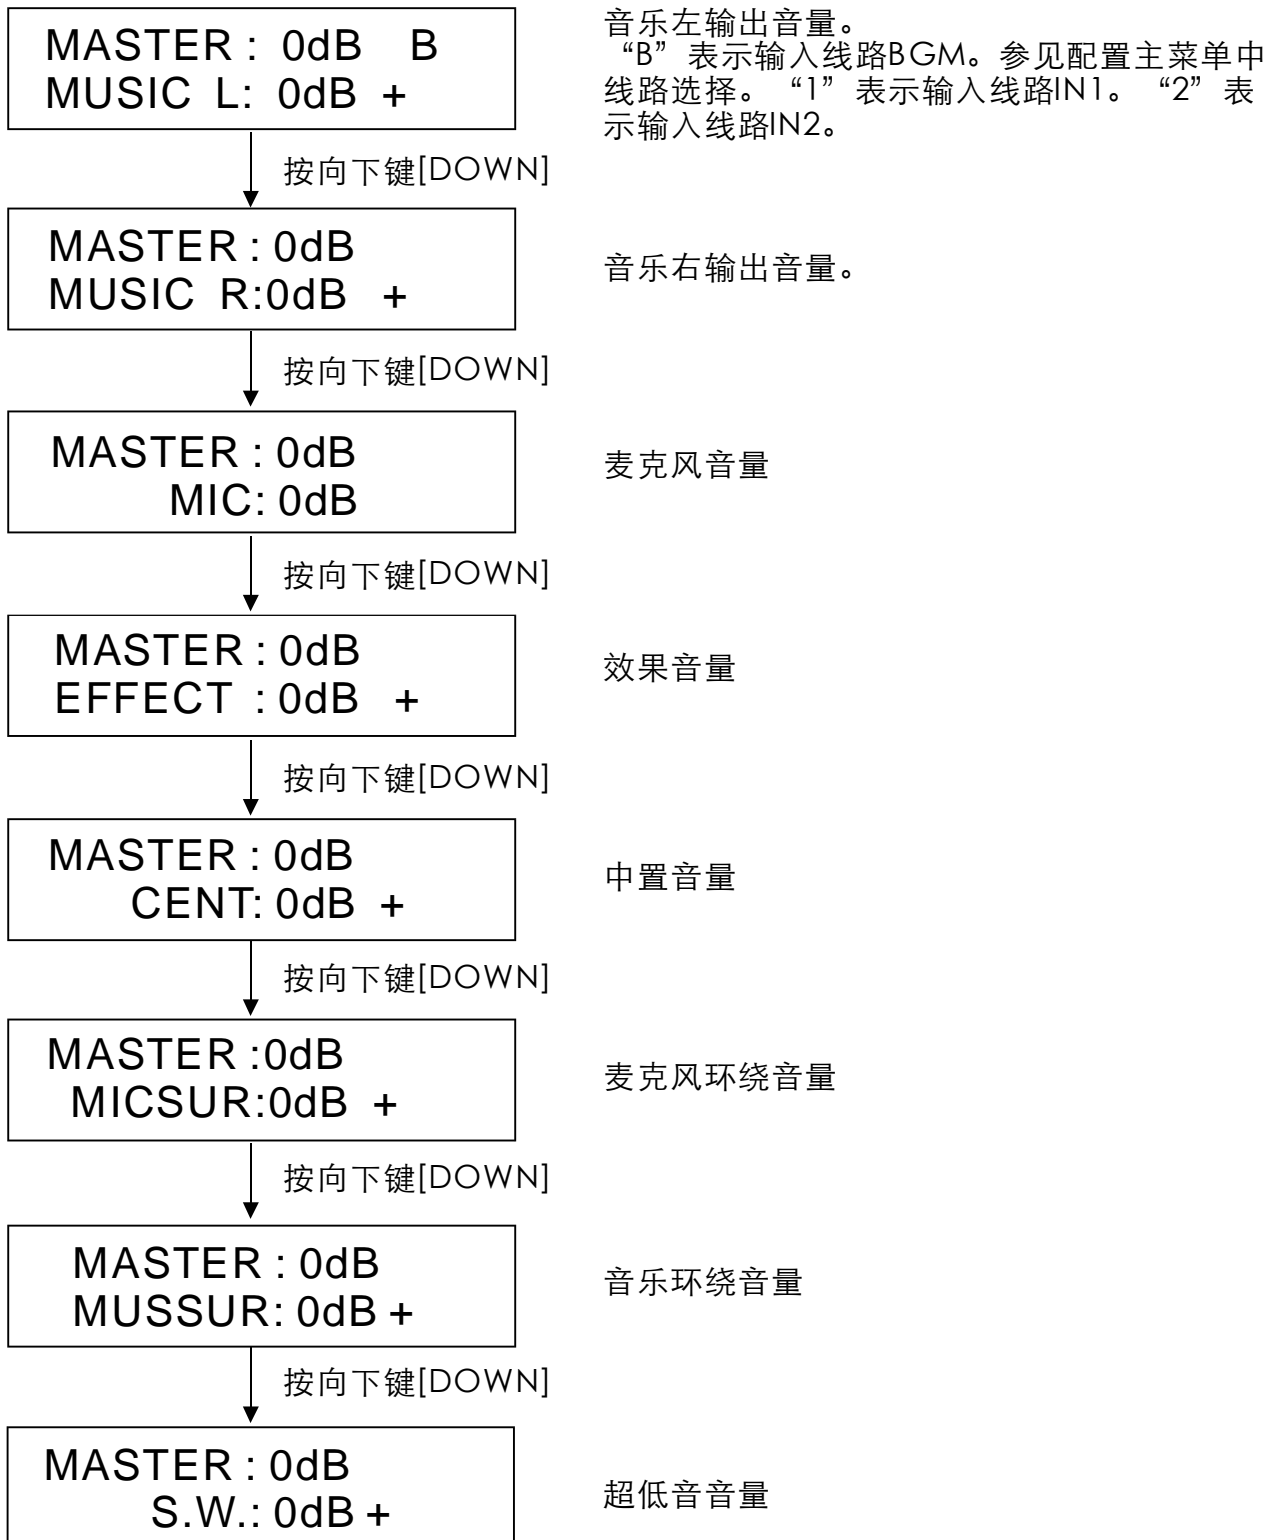 MASTER : 0dB B
MUSIC L: 0dB +
音乐左输出音量。
“B”表示输入线路BGM。参见配置主菜单中
线路选择。“1”表示输入线路IN1。“2”表
示输入线路IN2。
按向下键[DOWN]
MASTER : 0dB
MUSIC R:0dB +
音乐右输出音量。
按向下键[DOWN]
MASTER : 0dB
MIC: 0dB
麦克风音量
按向下键[DOWN]
MASTER : 0dB
EFFECT : 0dB +
效果音量
按向下键[DOWN]
MASTER : 0dB
CENT: 0dB +
中置音量
按向下键[DOWN]
MASTER :0dB
MICSUR:0dB +
麦克风环绕音量
按向下键[DOWN]
MASTER : 0dB
MUSSUR: 0dB +
音乐环绕音量
按向下键[DOWN]
MASTER : 0dB
S.W.: 0dB +
超低音音量